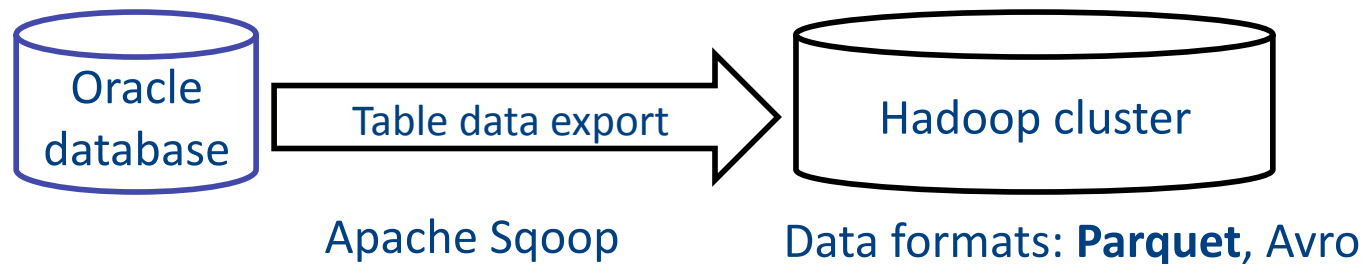 Oracle
database
Table data export
Hadoop cluster
Apache Sqoop
Data formats: Parquet, Avro